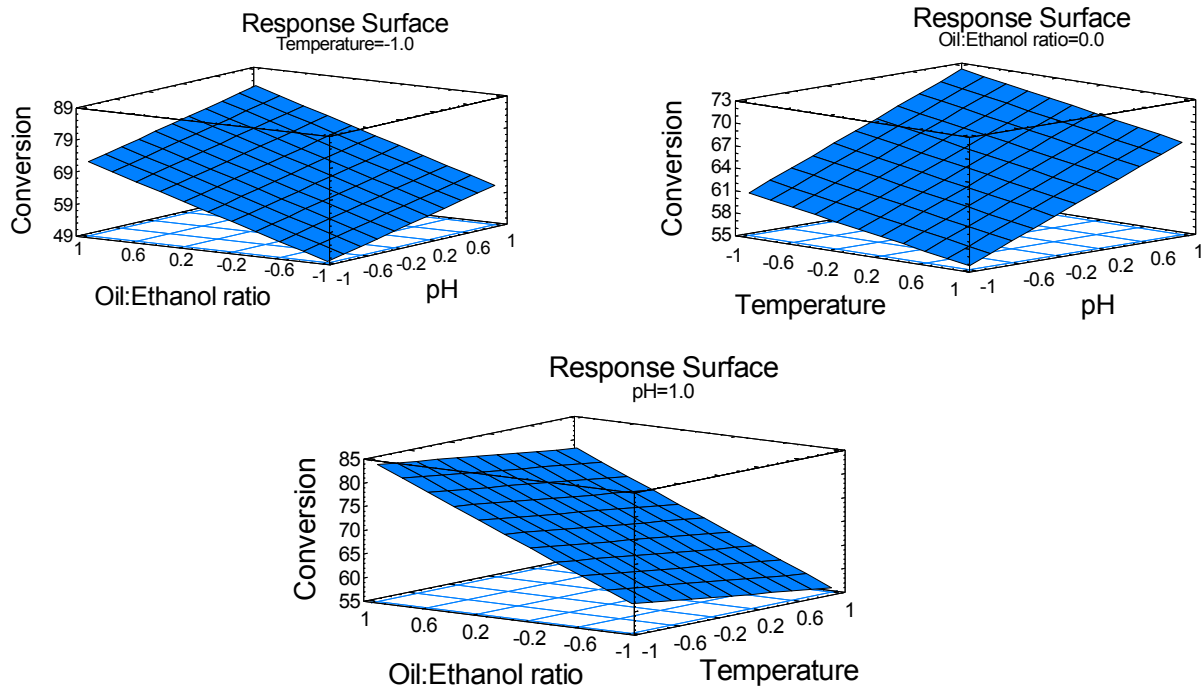 Response Surface
Temperature=-1.0
Conversion
89
79
69
59
49
1 0.6 0.2 -0.2 -0.6 -1
Oil:Ethanol ratio
-1 -0.6 -0.2 0.2 0.6 1
pH
Response Surface
Oil:Ethanol ratio=0.0
Conversion
73
70
67
64
61
58
55
-1 -0.6 -0.2 0.2 0.6 1
Temperature
-1 -0.6 -0.2 0.2 0.6 1
pH
Response Surface
pH=1.0
Conversion
85
80
75
70
65
60
55
1 0.6 0.2 -0.2 -0.6 -1
Oil:Ethanol ratio
-1 -0.6 -0.2 0.2 0.6 1
Temperature